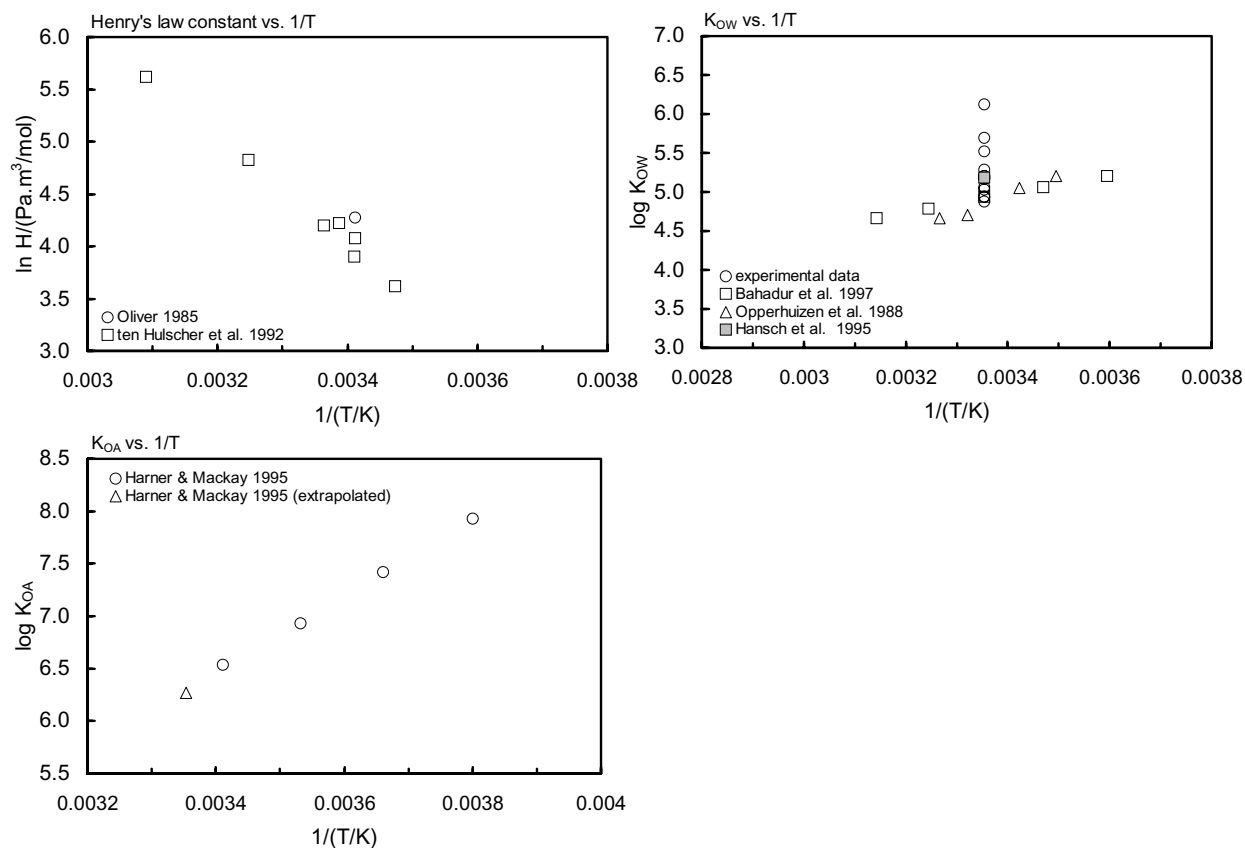 Henry's law constant vs. 1/T
6.0
5.5
5.0
4.5
4.0
3.5
3.0
ln H/(Pa.m³/mol)
Oliver 1985
ten Hulscher et al. 1992
0.003 0.0032 0.0034 0.0036 0.0038
1/(T/K)
K_OW vs. 1/T
7.0
6.5
6.0
5.5
5.0
4.5
4.0
3.5
3.0
log K_OW
experimental data
Bahadur et al. 1997
Opperhuizen et al. 1988
Hansch et al. 1995
0.0028 0.003 0.0032 0.0034 0.0036 0.0038
1/(T/K)
K_OA vs. 1/T
8.5
8.0
7.5
7.0
6.5
6.0
5.5
log K_OA
Harner & Mackay 1995
Harner & Mackay 1995 (extrapolated)
0.0032 0.0034 0.0036 0.0038 0.004
1/(T/K)